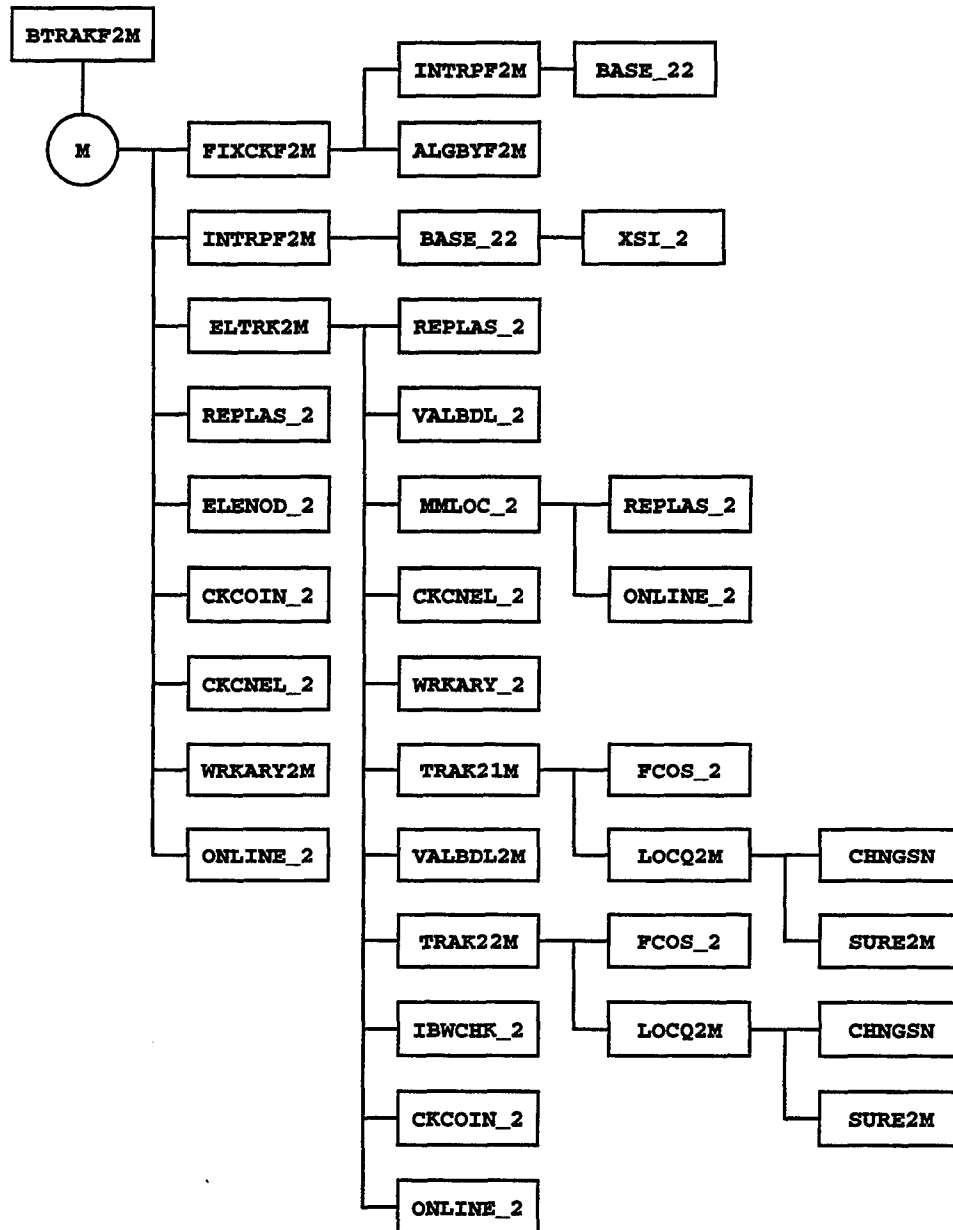 BTRAKF2M
INTRPF2M BASE_22
M FIXCKF2M ALGBYF2M
INTRPF2M BASE_22 XSI_2
ELTRK2M REPLAS_2
REPLAS_2 VALBDL_2
ELENOD_2 MMLOC_2 REPLAS_2
CKCOIN_2 CKCNEL_2 ONLINE_2
CKCNEL_2 WRKARY_2
WRKARY2M TRAK21M FCOS_2
ONLINE_2 VALBDL2M LOCQ2M CHNGSN
TRAK22M FCOS_2 SURE2M
IBWCHK_2 LOCQ2M CHNGSN
CKCOIN_2 SURE2M
ONLINE_2